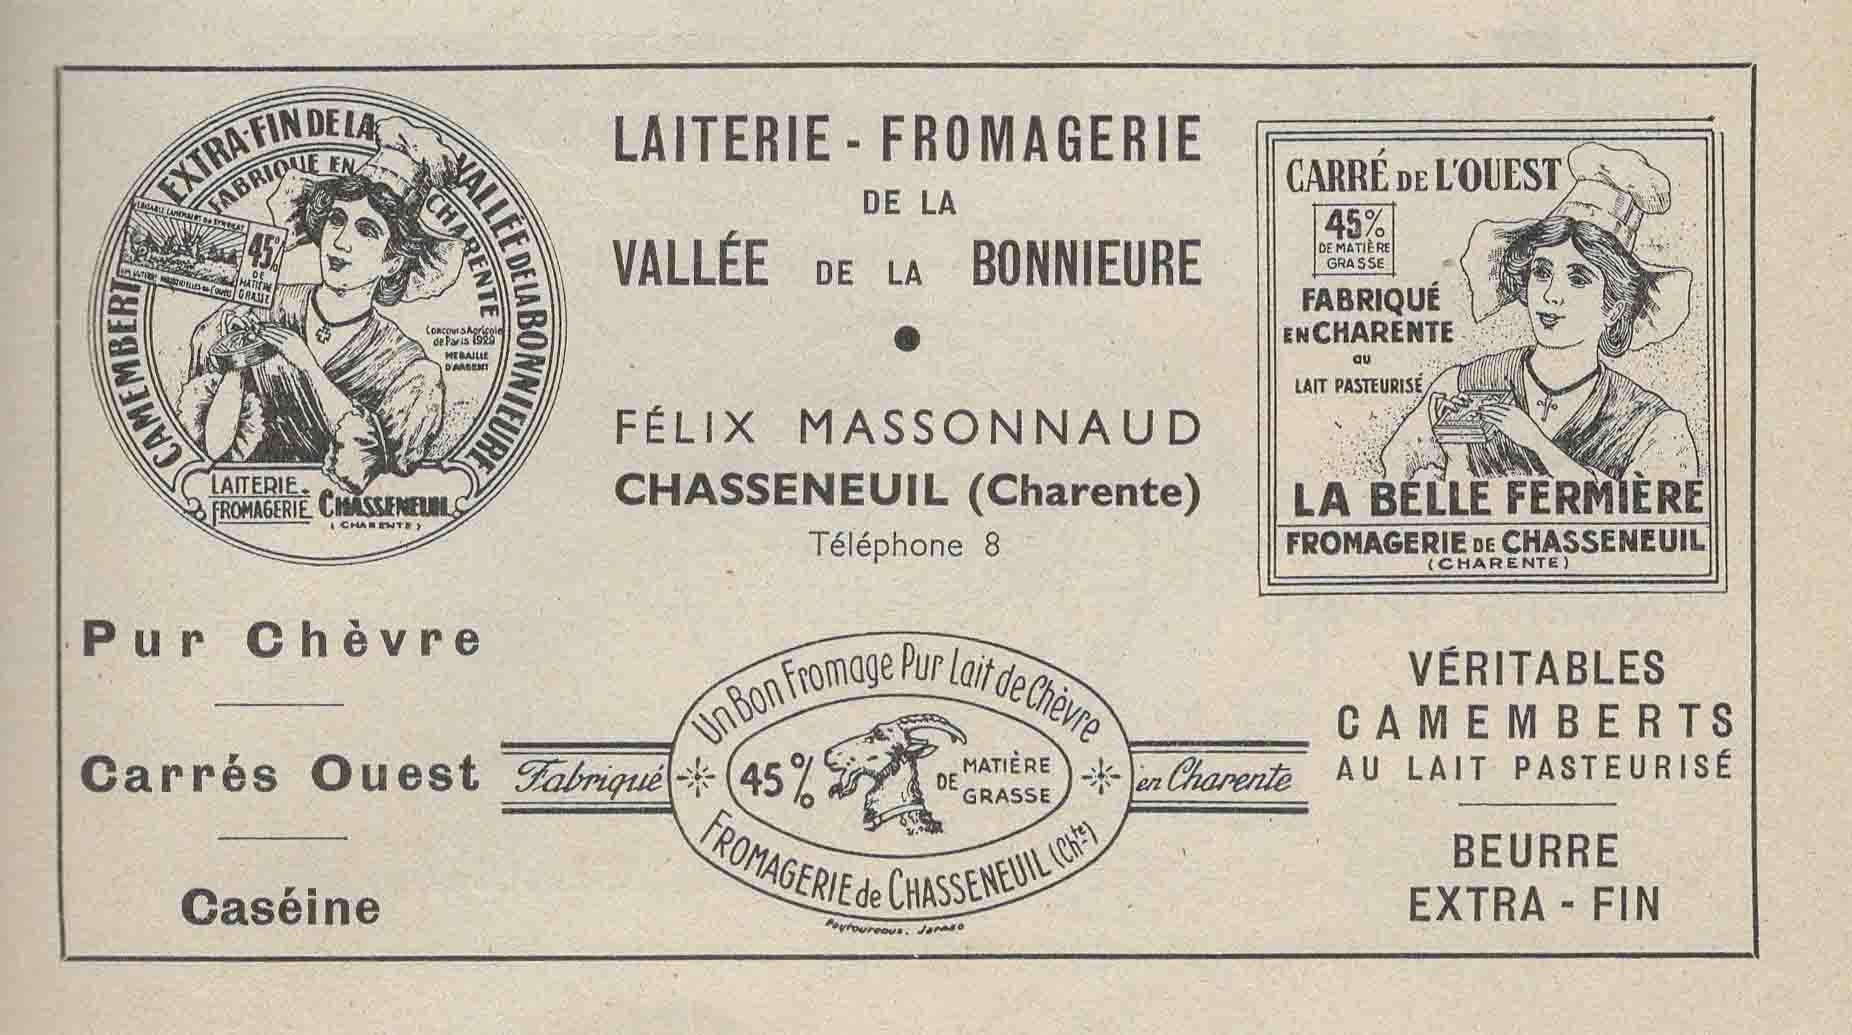 CAMEMBERT EXTRA-FIN DE LA VALLÉE DE LA BONNIEURE
FABRIQUE EN CHARENTE
45%
DE
MATIÈRE
GRASSE
Concours Agricole
de Paris 1929
MEDAILLE
D'ARGENT
LAITERIE-
FROMAGERIE CHASSENEUIL
(CHARENTE)
LAITERIE - FROMAGERIE
DE LA
VALLÉE DE LA BONNIEURE
FÉLIX MASSONNAUD
CHASSENEUIL (Charente)
Téléphone 8
CARRÉ DE L'OUEST
45%
DE MATIÈRE
GRASSE
FABRIQUÉ
EN CHARENTE
au
LAIT PASTEURISÉ
LA BELLE FERMIÈRE
FROMAGERIE DE CHASSENEUIL
(CHARENTE)
Pur Chèvre
Carrés Ouest
Caséine
Un Bon Fromage Pur Lait de Chèvre
Fabriqué
45%
DE MATIÈRE
GRASSE
en Charente
FROMAGERIE de CHASSENEUIL (Chte)
VÉRITABLES
CAMEMBERTS
AU LAIT PASTEURISÉ
BEURRE
EXTRA - FIN